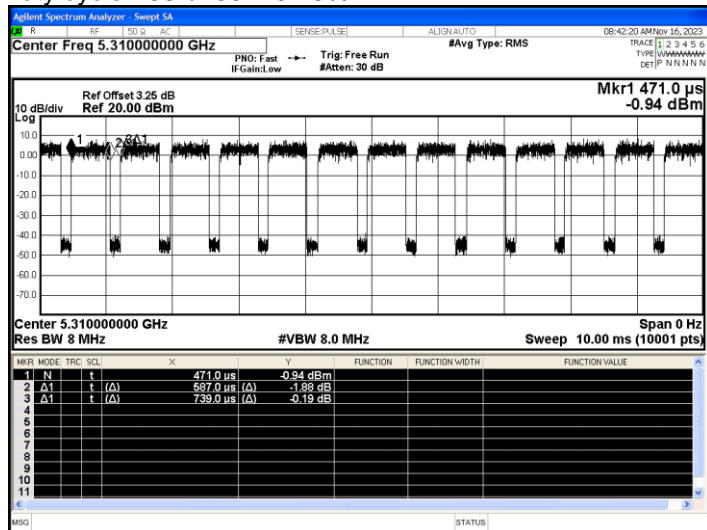 Agilent Spectrum Analyzer - Swept SA
R RF 50 Ω AC SENSE:PULSE ALIGNAUTO 08:42:20 AM Nov 16, 2023
Center Freq 5.310000000 GHz #Avg Type: RMS TRACE 1 2 3 4 5 6
PNO: Fast Trig: Free Run TYPE W
IFGain:Low #Atten: 30 dB DET P N N N N N
Mkr1 471.0 µs
Ref Offset 3.25 dB
10 dB/div Ref 20.00 dBm -0.94 dBm
Log
10.0
1 2 3Δ1
0.00
-10.0
-20.0
-30.0
-40.0
-50.0
-60.0
-70.0
Center 5.310000000 GHz Span 0 Hz
Res BW 8 MHz #VBW 8.0 MHz Sweep 10.00 ms (10001 pts)
MKR MODE TRC SCL X Y FUNCTION FUNCTION WIDTH FUNCTION VALUE
1 N t 471.0 µs -0.94 dBm
2 Δ1 t (Δ) 587.0 µs (Δ) -1.88 dB
3 Δ1 t (Δ) 739.0 µs (Δ) -0.19 dB
4
5
6
7
8
9
10
11
MSG STATUS